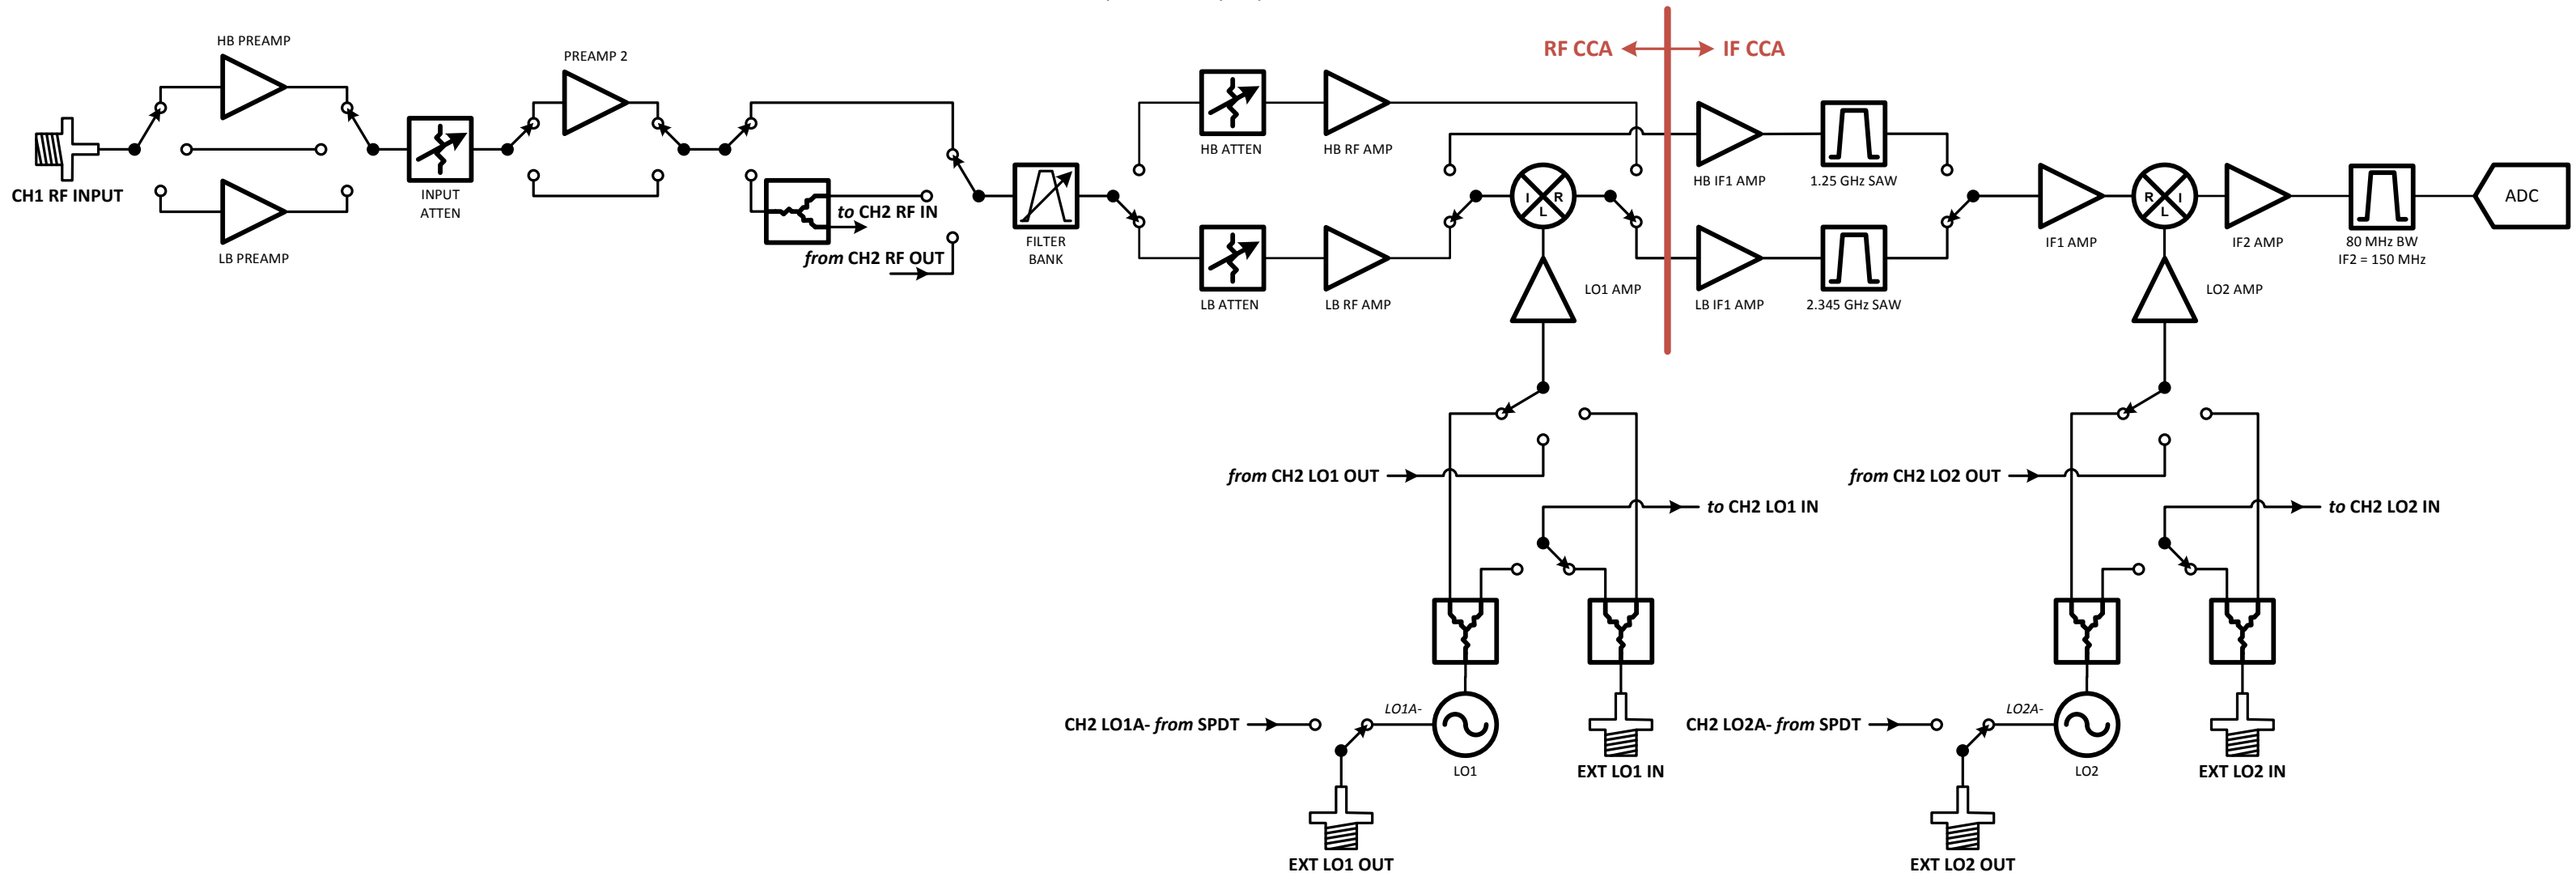 HB PREAMP
PREAMP 2
RF CCA
IF CCA
CH1 RF INPUT
LB PREAMP
INPUT
ATTEN
to CH2 RF IN
from CH2 RF OUT
FILTER
BANK
HB ATTEN
HB RF AMP
LB ATTEN
LB RF AMP
I
R
L
LO1 AMP
HB IF1 AMP
1.25 GHz SAW
LB IF1 AMP
2.345 GHz SAW
IF1 AMP
R
I
L
LO2 AMP
IF2 AMP
80 MHz BW
IF2 = 150 MHz
ADC
from CH2 LO1 OUT
to CH2 LO1 IN
from CH2 LO2 OUT
to CH2 LO2 IN
CH2 LO1A- from SPDT
LO1A-
LO1
EXT LO1 IN
EXT LO1 OUT
CH2 LO2A- from SPDT
LO2A-
LO2
EXT LO2 IN
EXT LO2 OUT